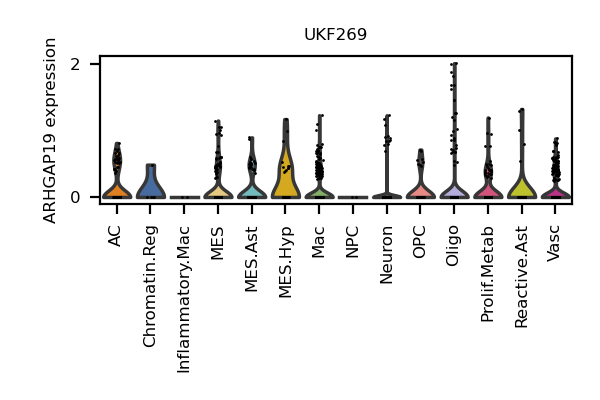 UKF269
ARHGAP19 expression
2
0
AC
Chromatin.Reg
Inflammatory.Mac
MES
MES.Ast
MES.Hyp
Mac
NPC
Neuron
OPC
Oligo
Prolif.Metab
Reactive.Ast
Vasc